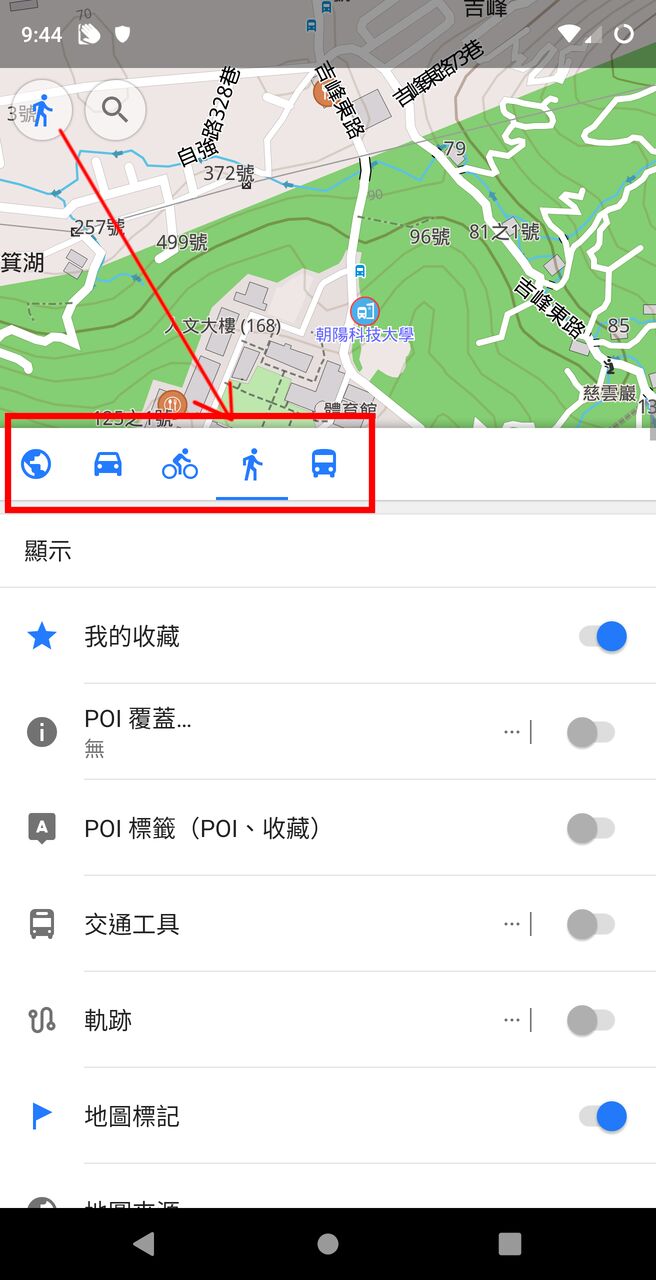 9:44
70
吉峰
吉峰東路73巷
吉峰東路
3號
自強路328巷
79
372號
90
257號
96號
81之1號
499號
箕湖
吉峰東路
人文大樓 (168)
朝陽科技大學
85
慈雲巖
125之1號
體育館
13
顯示
我的收藏
POI 覆蓋...
無
POI 標籤（POI、收藏）
A
交通工具
軌跡
地圖標記
地圖來源